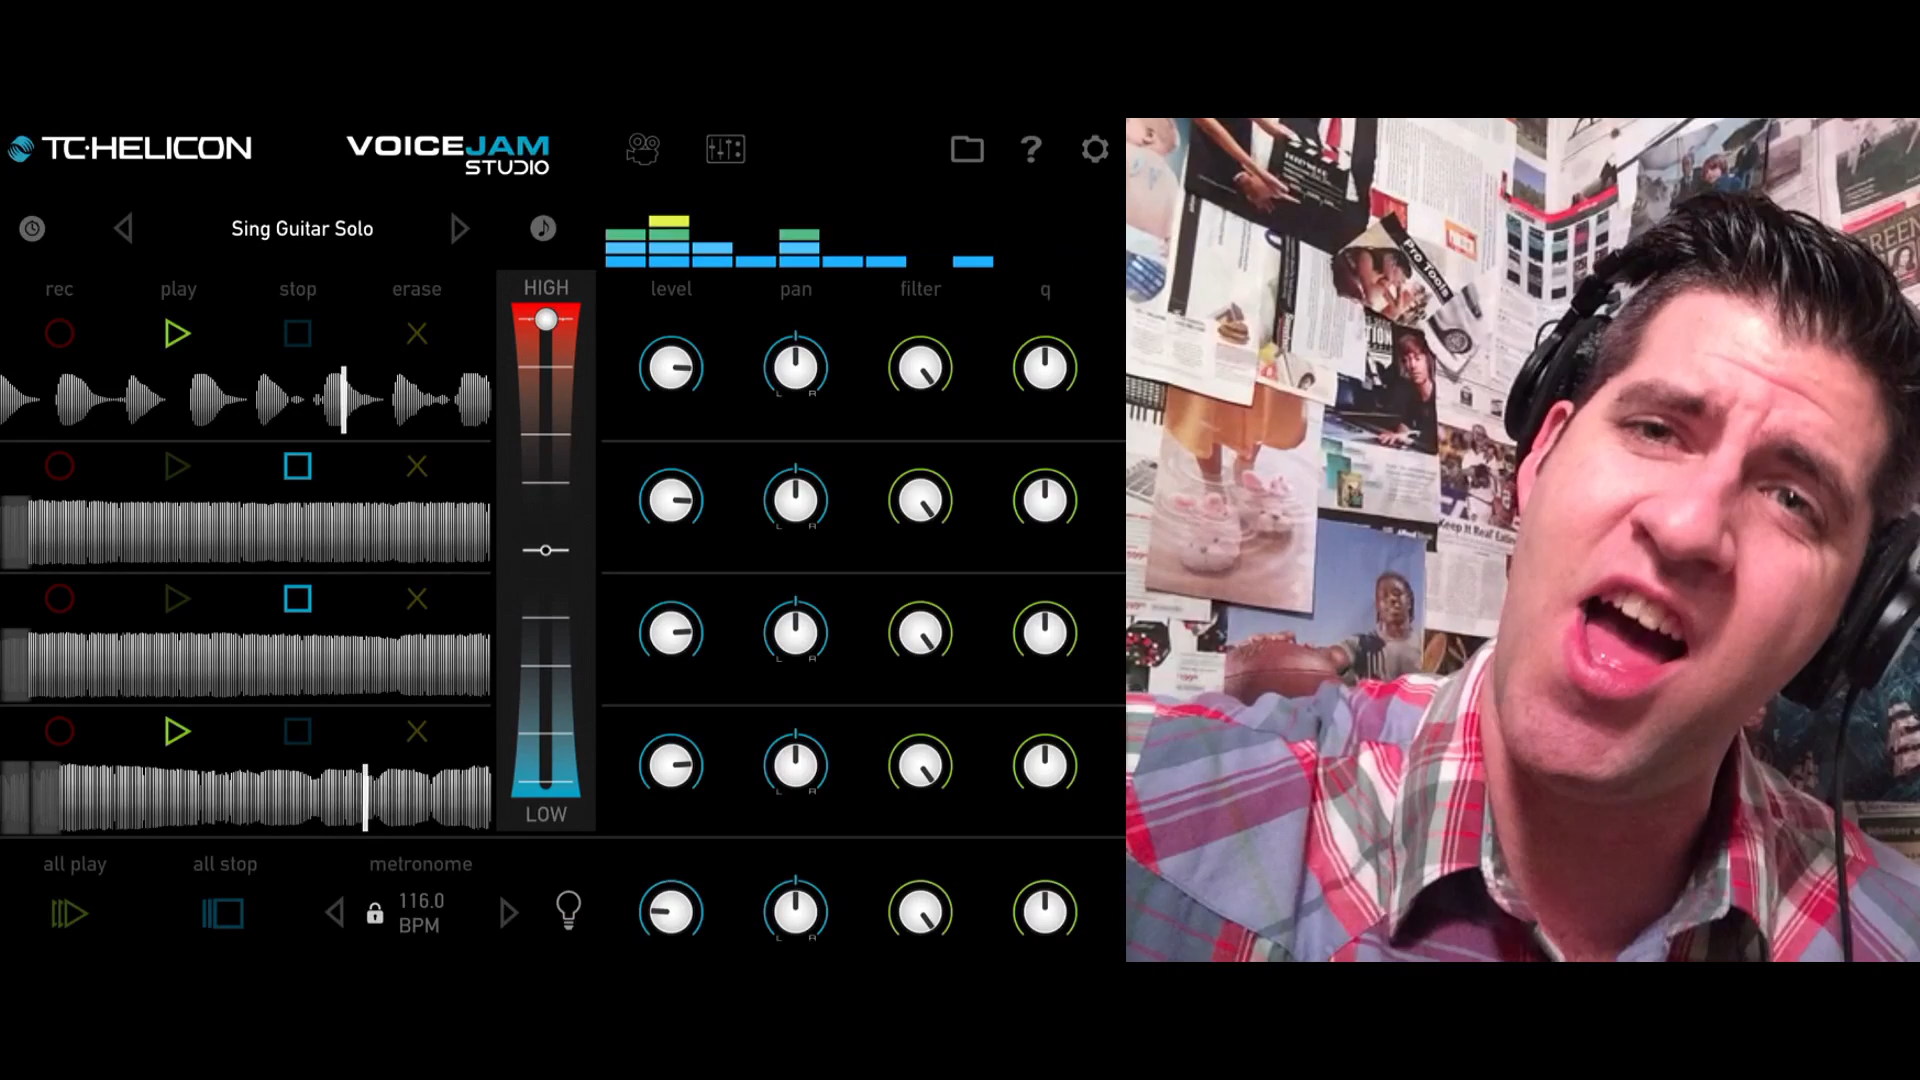 TC·HELICON
VOICEJAM
STUDIO
?
Sing Guitar Solo
rec play stop erase
HIGH
level pan filter q
L R
L R
L R
L R
LOW
all play all stop metronome
116.0
BPM
L R
Pro Tools
Keep It Real